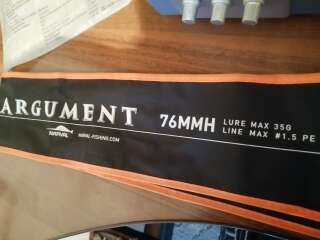 ARGUMENT 76MMH LURE MAX 35G
LINE MAX #1.5 PE
NARVAL NARVAL-FISHING.COM